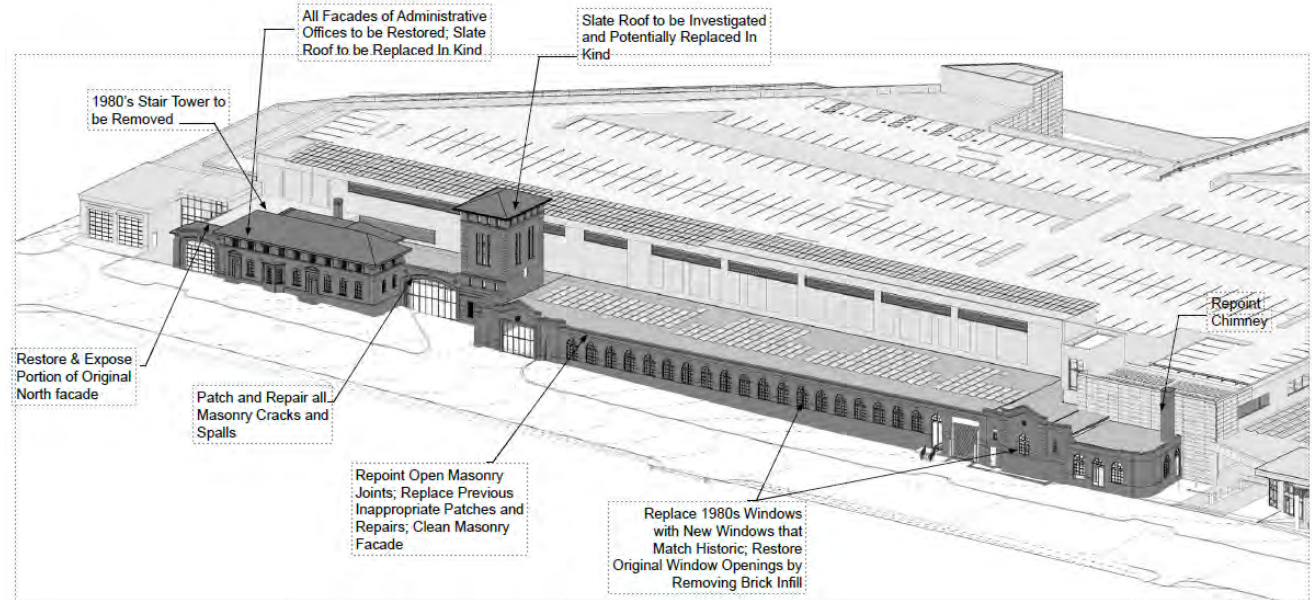 All Facades of Administrative
Offices to be Restored; Slate
Roof to be Replaced In Kind
Slate Roof to be Investigated
and Potentially Replaced In
Kind
1980's Stair Tower to
be Removed
Repoint
Chimney
Restore & Expose
Portion of Original
North facade
Patch and Repair all
Masonry Cracks and
Spalls
Repoint Open Masonry
Joints; Replace Previous
Inappropriate Patches and
Repairs; Clean Masonry
Facade
Replace 1980s Windows
with New Windows that
Match Historic; Restore
Original Window Openings by
Removing Brick Infill